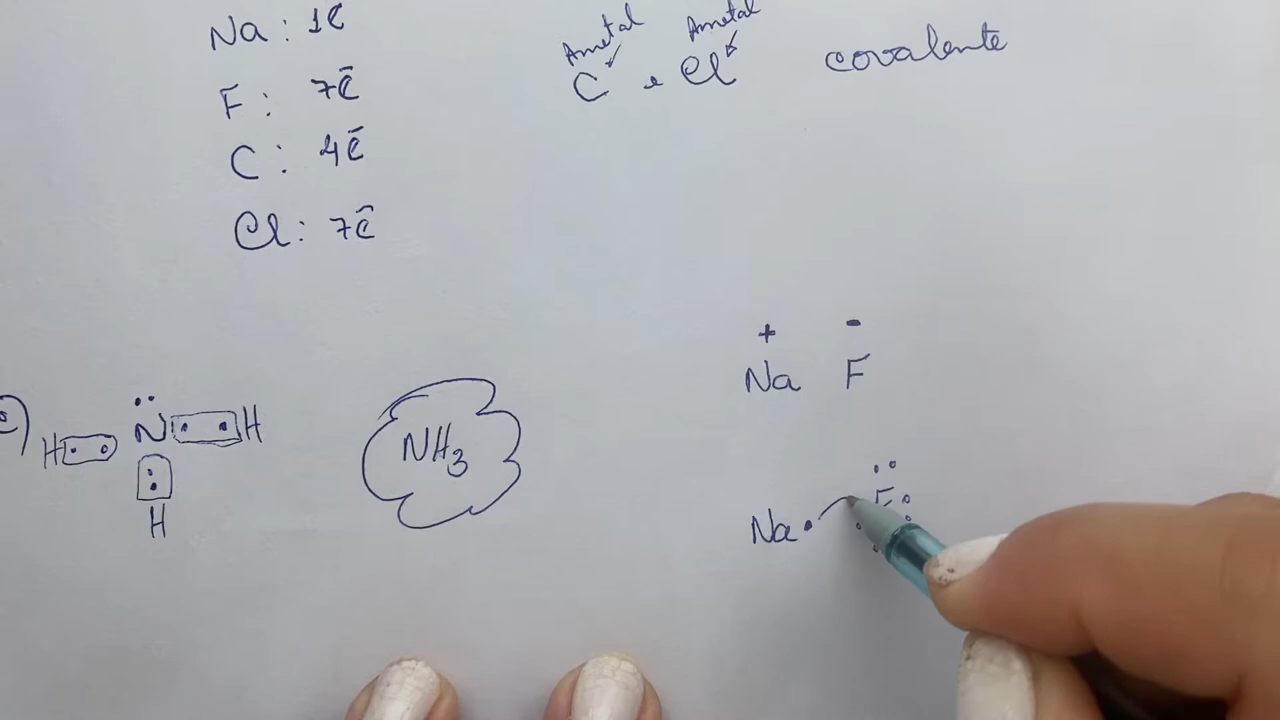 Na : 1ē
F : 7ē
C : 4ē
Cl : 7ē
Ametal Ametal
C e Cl covalente
+ -
Na F
H N H
H
NH₃
Na F